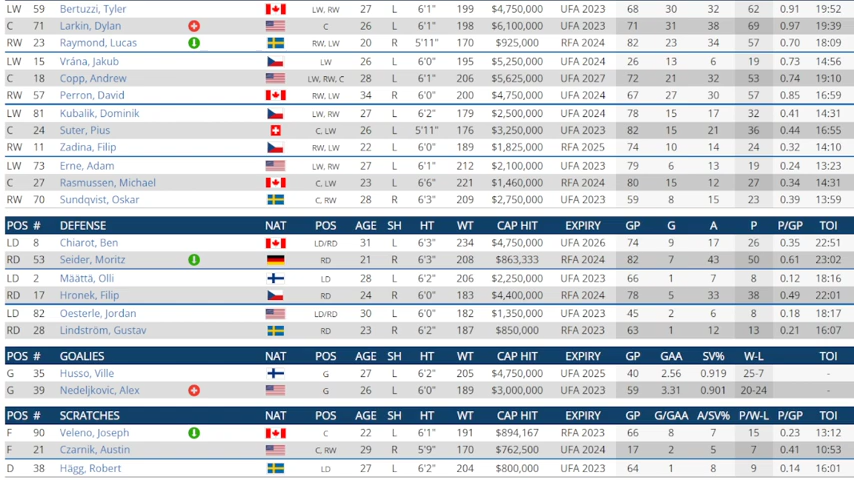 LW 59 Bertuzzi, Tyler LW, RW 27 L 6'1" 199 $4,750,000 UFA 2023 68 30 32 62 0.91 19:52
C 71 Larkin, Dylan C 26 L 6'1" 198 $6,100,000 UFA 2023 71 31 38 69 0.97 19:39
RW 23 Raymond, Lucas RW, LW 20 R 5'11" 170 $925,000 RFA 2024 82 23 34 57 0.70 18:09
LW 15 Vrána, Jakub LW 26 L 6'0" 195 $5,250,000 UFA 2024 26 13 6 19 0.73 14:56
C 18 Copp, Andrew LW, RW, C 28 L 6'1" 206 $5,625,000 UFA 2027 72 21 32 53 0.74 19:10
RW 57 Perron, David RW, LW 34 R 6'0" 200 $4,750,000 UFA 2024 67 27 30 57 0.85 16:59
LW 81 Kubalik, Dominik LW, RW 27 L 6'2" 179 $2,500,000 UFA 2024 78 15 17 32 0.41 14:31
C 24 Suter, Pius C, LW 26 L 5'11" 176 $3,250,000 UFA 2023 82 15 21 36 0.44 16:55
RW 11 Zadina, Filip RW, LW 22 L 6'0" 189 $1,825,000 RFA 2025 74 10 14 24 0.32 14:10
LW 73 Erne, Adam LW, RW 27 L 6'1" 212 $2,100,000 UFA 2023 79 6 13 19 0.24 13:23
C 27 Rasmussen, Michael C, LW 23 L 6'6" 221 $1,460,000 RFA 2024 80 15 12 27 0.34 14:31
RW 70 Sundqvist, Oskar C, RW 28 R 6'3" 209 $2,750,000 UFA 2023 59 8 15 23 0.39 13:59
POS # DEFENSE NAT POS AGE SH HT WT CAP HIT EXPIRY GP G A P P/GP TOI
LD 8 Chiarot, Ben LD/RD 31 L 6'3" 234 $4,750,000 UFA 2026 74 9 17 26 0.35 22:51
RD 53 Seider, Moritz RD 21 R 6'3" 208 $863,333 RFA 2024 82 7 43 50 0.61 23:02
LD 2 Määttä, Olli LD 28 L 6'2" 206 $2,250,000 UFA 2023 66 1 7 8 0.12 18:16
RD 17 Hronek, Filip RD 24 R 6'0" 183 $4,400,000 RFA 2024 78 5 33 38 0.49 22:01
LD 82 Oesterle, Jordan LD/RD 30 L 6'0" 182 $1,350,000 UFA 2023 45 2 6 8 0.18 18:17
RD 28 Lindström, Gustav RD 23 R 6'2" 187 $850,000 RFA 2023 63 1 12 13 0.21 16:07
POS # GOALIES NAT POS AGE SH HT WT CAP HIT EXPIRY GP GAA SV% W-L TOI
G 35 Husso, Ville G 27 L 6'2" 205 $4,750,000 UFA 2025 40 2.56 0.919 25-7 -
G 39 Nedeljkovic, Alex G 26 L 6'0" 189 $3,000,000 UFA 2023 59 3.31 0.901 20-24 -
POS # SCRATCHES NAT POS AGE SH HT WT CAP HIT EXPIRY GP G/GAA A/SV% P/W-L P/GP TOI
F 90 Veleno, Joseph C 22 L 6'1" 191 $894,167 RFA 2023 66 8 7 15 0.23 13:12
F 21 Czarnik, Austin C, RW 29 R 5'9" 170 $762,500 UFA 2023 17 2 5 7 0.41 10:53
D 38 Hägg, Robert LD 27 L 6'2" 204 $800,000 UFA 2023 64 1 8 9 0.14 16:01